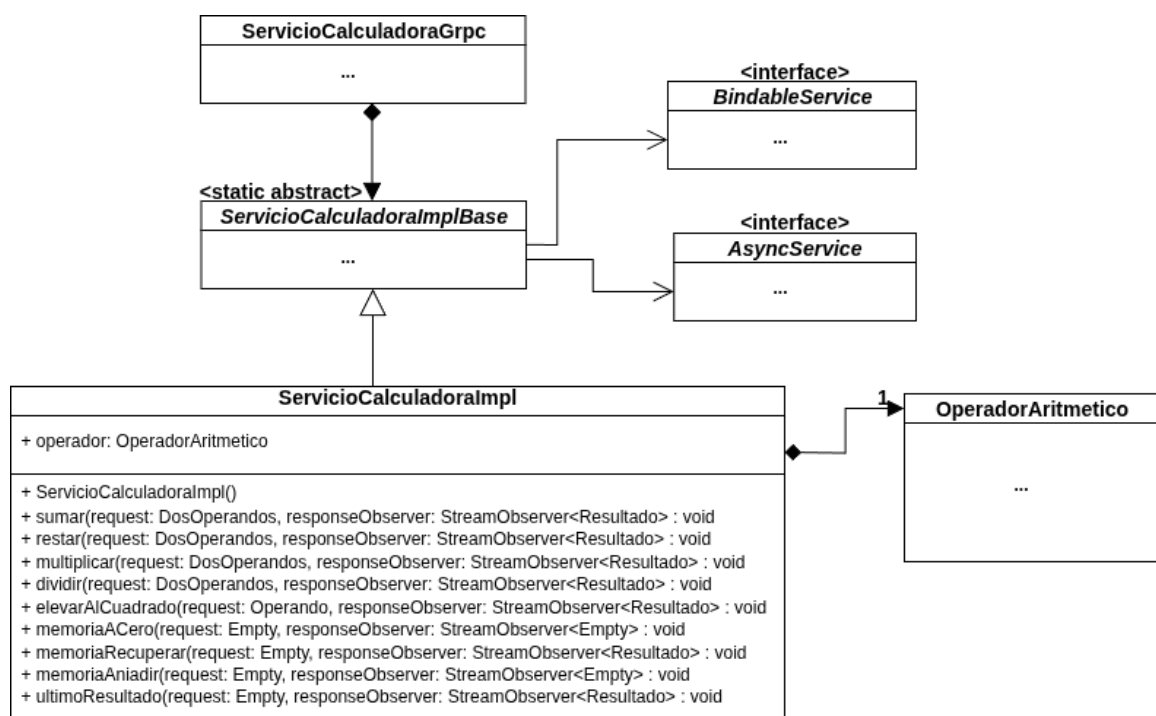 ServicioCalculadoraGrpc
...
<interface>
BindableService
...
<static abstract>
ServicioCalculadoraImplBase
...
<interface>
AsyncService
...
ServicioCalculadoraImpl
+ operador: OperadorAritmetico
+ ServicioCalculadoraImpl()
+ sumar(request: DosOperandos, responseObserver: StreamObserver<Resultado> : void
+ restar(request: DosOperandos, responseObserver: StreamObserver<Resultado> : void
+ multiplicar(request: DosOperandos, responseObserver: StreamObserver<Resultado> : void
+ dividir(request: DosOperandos, responseObserver: StreamObserver<Resultado> : void
+ elevarAlCuadrado(request: Operando, responseObserver: StreamObserver<Resultado> : void
+ memoriaACero(request: Empty, responseObserver: StreamObserver<Empty> : void
+ memoriaRecuperar(request: Empty, responseObserver: StreamObserver<Resultado> : void
+ memoriaAniadir(request: Empty, responseObserver: StreamObserver<Empty> : void
+ ultimoResultado(request: Empty, responseObserver: StreamObserver<Resultado> : void
1
OperadorAritmetico
...